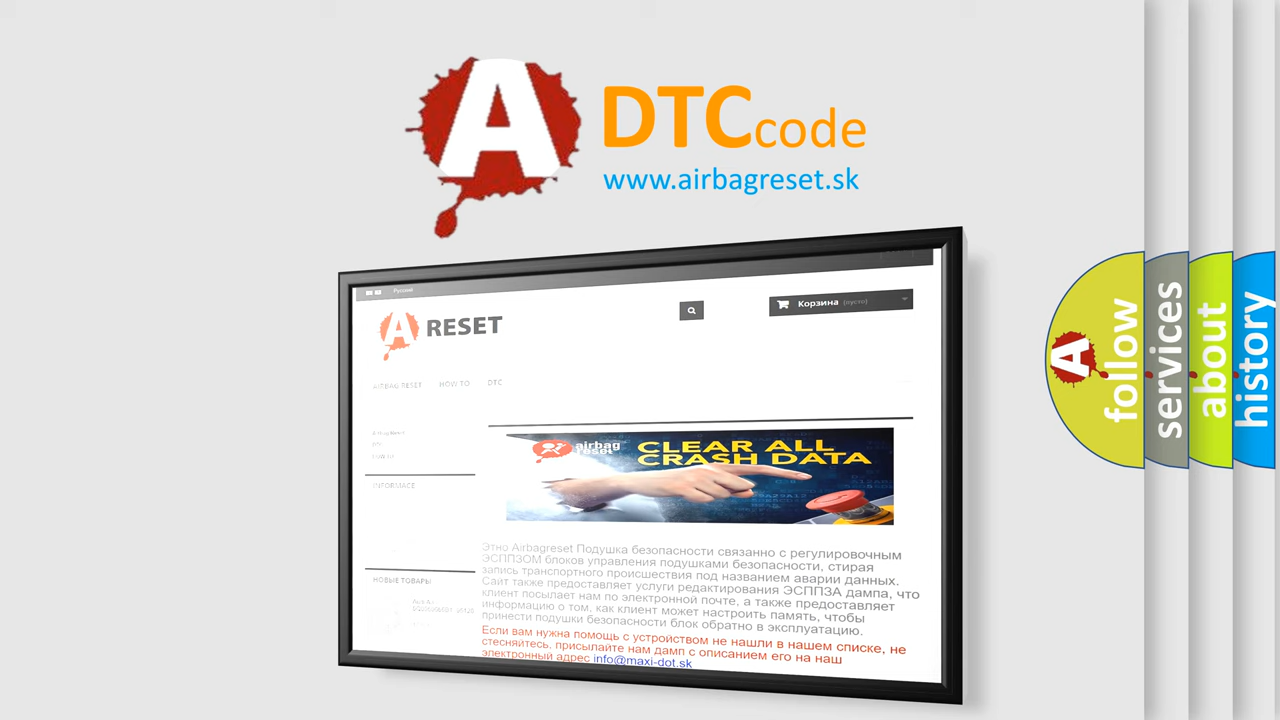 A
DTCcode
www.airbagreset.sk
Русский
A RESET
Корзина (пусто)
AIRBAG RESET HOW TO DTC
INFORMACE
airbag
reset
CLEAR ALL
CRASH DATA
Этно Airbagreset Подушка безопасности связанно с регулировочным
ЭСППЗОМ блоков управления подушками безопасности, стирая
запись транспортного происшествия под названием аварии данных.
Сайт также предоставляет услуги редактирования ЭСППЗА дампа, что
клиент посылает нам по электронной почте, а также предоставляет
информацию о том, как клиент может настроить память, чтобы
принести подушки безопасности блок обратно в эксплуатацию.
Если вам нужна помощь с устройством не нашли в нашем списке, не
стесняйтесь, присылайте нам дамп с описанием его на наш
электронный адрес info@maxi-dot.sk
НОВЫЕ ТОВАРЫ
A
follow
services
about
history